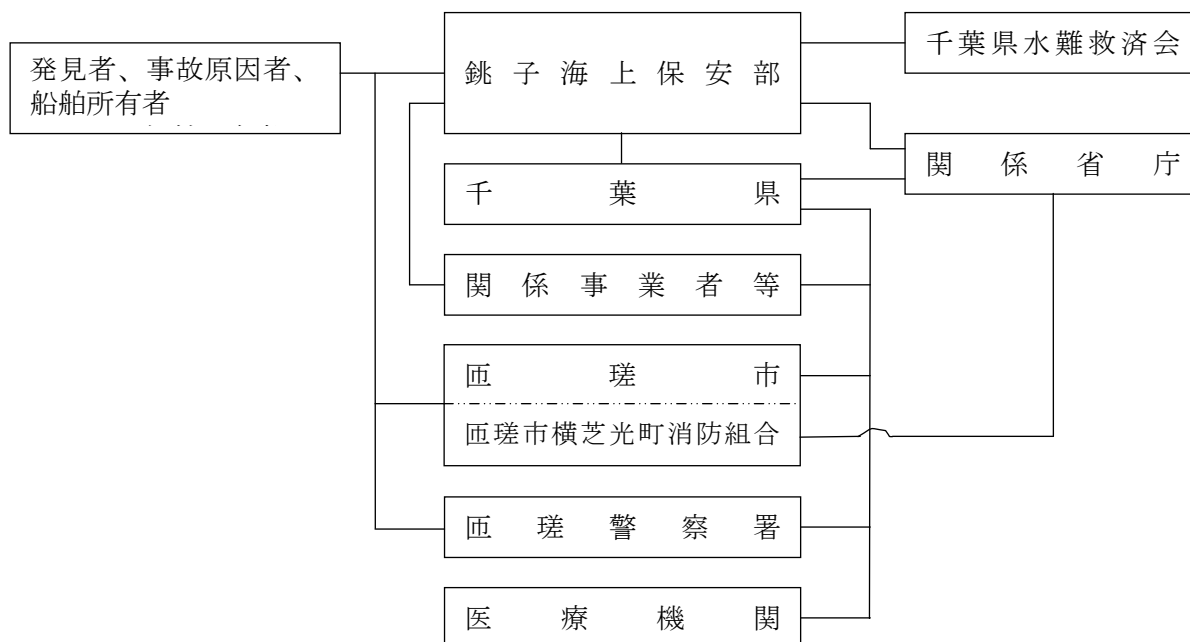 発見者、事故原因者、
船舶所有者
銚子海上保安部
千葉県水難救済会
関係省庁
千葉県
関係事業者等
匝瑳市
匝瑳市横芝光町消防組合
匝瑳警察署
医療機関